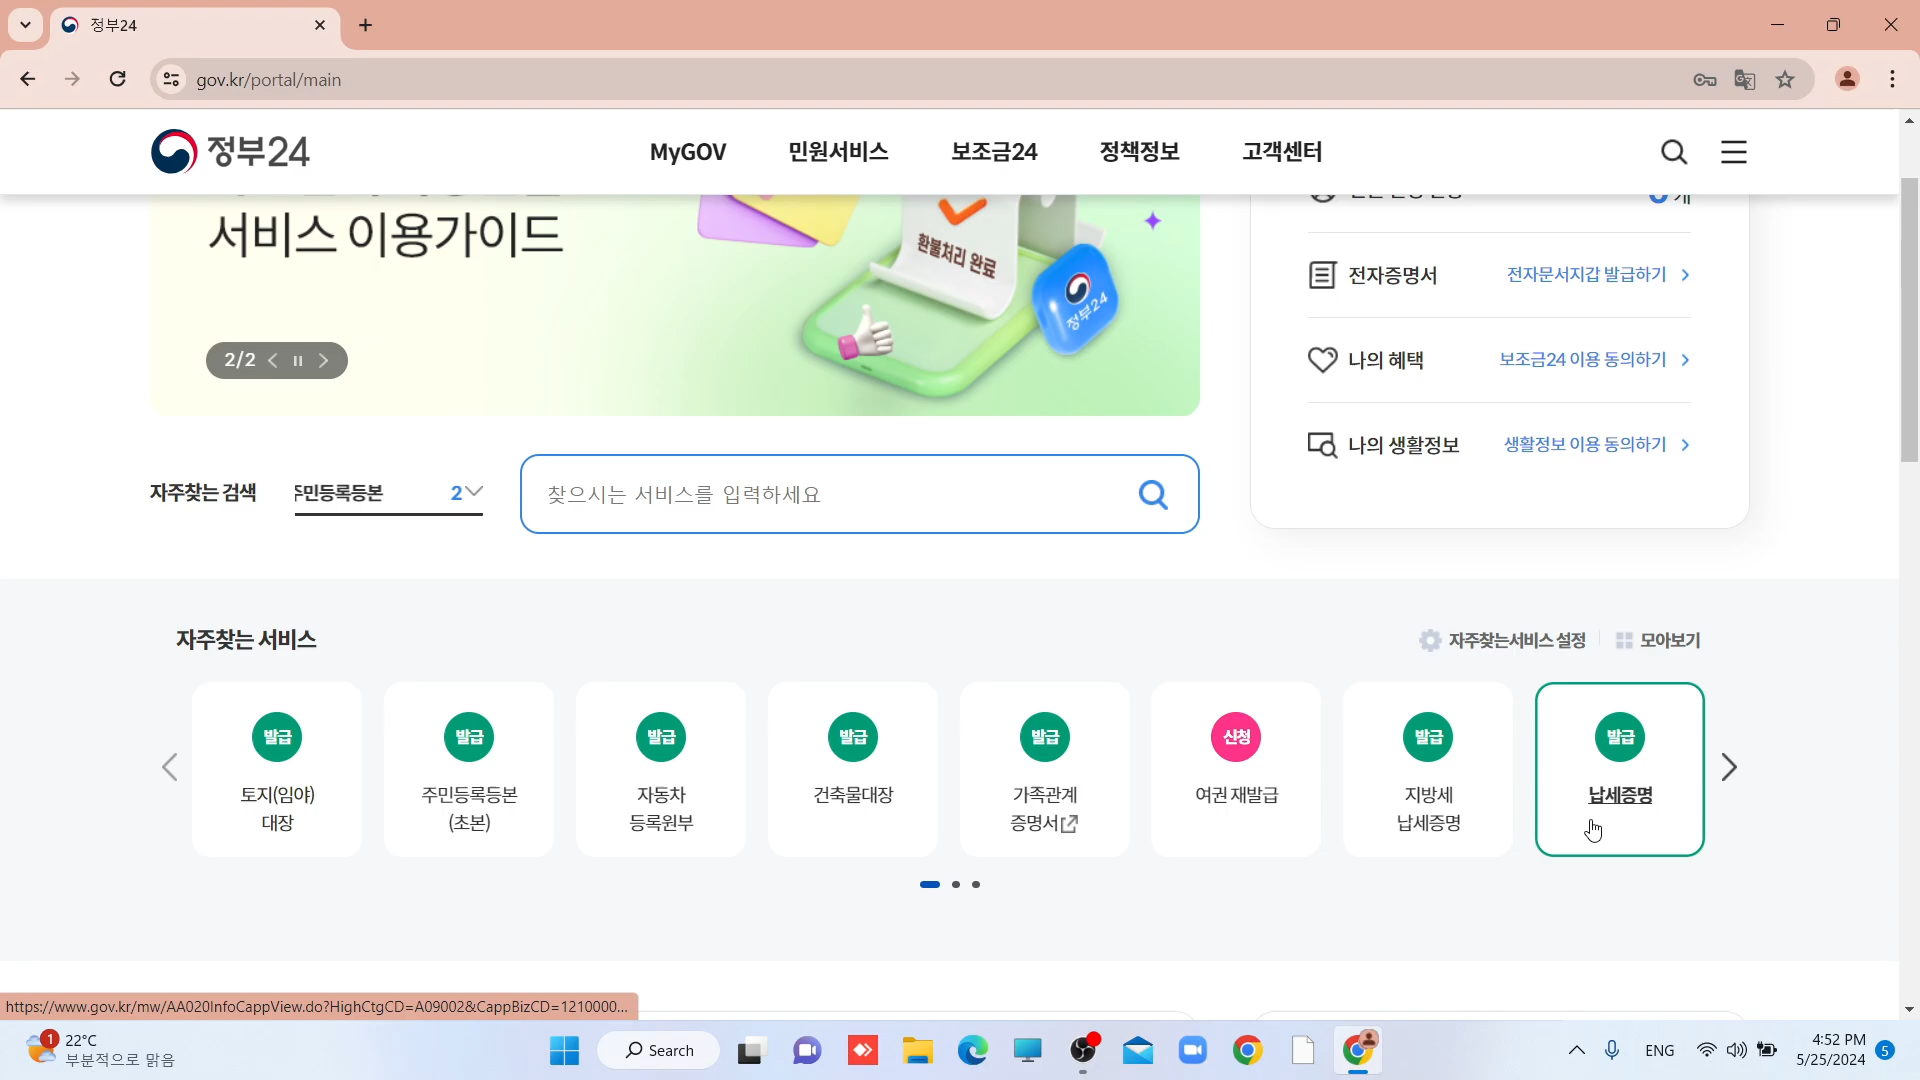 정부24
gov.kr/portal/main
정부24
MyGOV
민원서비스
보조금24
정책정보
고객센터
서비스 이용가이드
환불처리 완료
정부24
2/2
개
전자증명서
전자문서지갑 발급하기
나의 혜택
보조금24 이용 동의하기
나의 생활정보
생활정보 이용 동의하기
자주찾는 검색
주민등록등본
2
찾으시는 서비스를 입력하세요
자주찾는 서비스
자주찾는서비스 설정
모아보기
발급
토지(임야)
대장
발급
주민등록등본
(초본)
발급
자동차
등록원부
발급
건축물대장
발급
가족관계
증명서
신청
여권 재발급
발급
지방세
납세증명
발급
납세증명
https://www.gov.kr/mw/AA020InfoCappView.do?HighCtgCD=A09002&CappBizCD=1210000...
1
22°C
부분적으로 맑음
Search
ENG
4:52 PM
5/25/2024
5